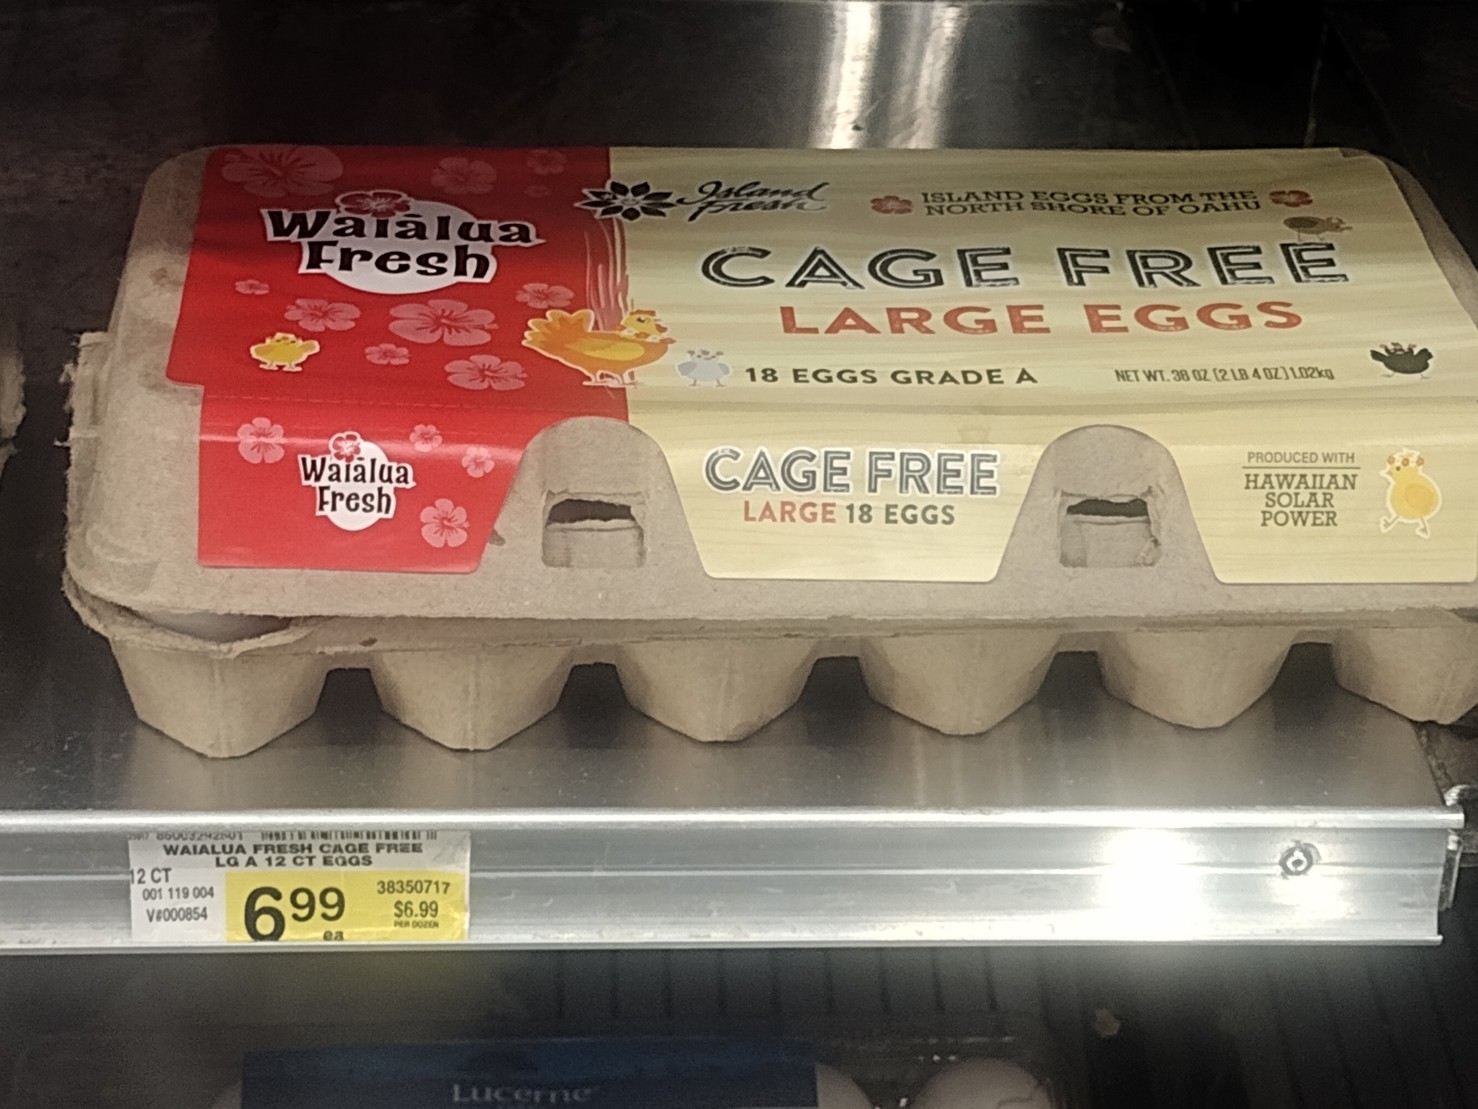 Waialua
Fresh
Island
Fresh
ISLAND EGGS FROM THE
NORTH SHORE OF OAHU
CAGE FREE
LARGE EGGS
18 EGGS GRADE A
NET WT. 36 OZ (2 LB 4 OZ) 1.02kg
Waialua
Fresh
CAGE FREE
LARGE 18 EGGS
PRODUCED WITH
HAWAIIAN
SOLAR
POWER
WAIALUA FRESH CAGE FREE
LG A 12 CT EGGS
12 CT
001 119 004
V#000854
6.99
ea
38350717
$6.99
PER DOZEN
Lucerne